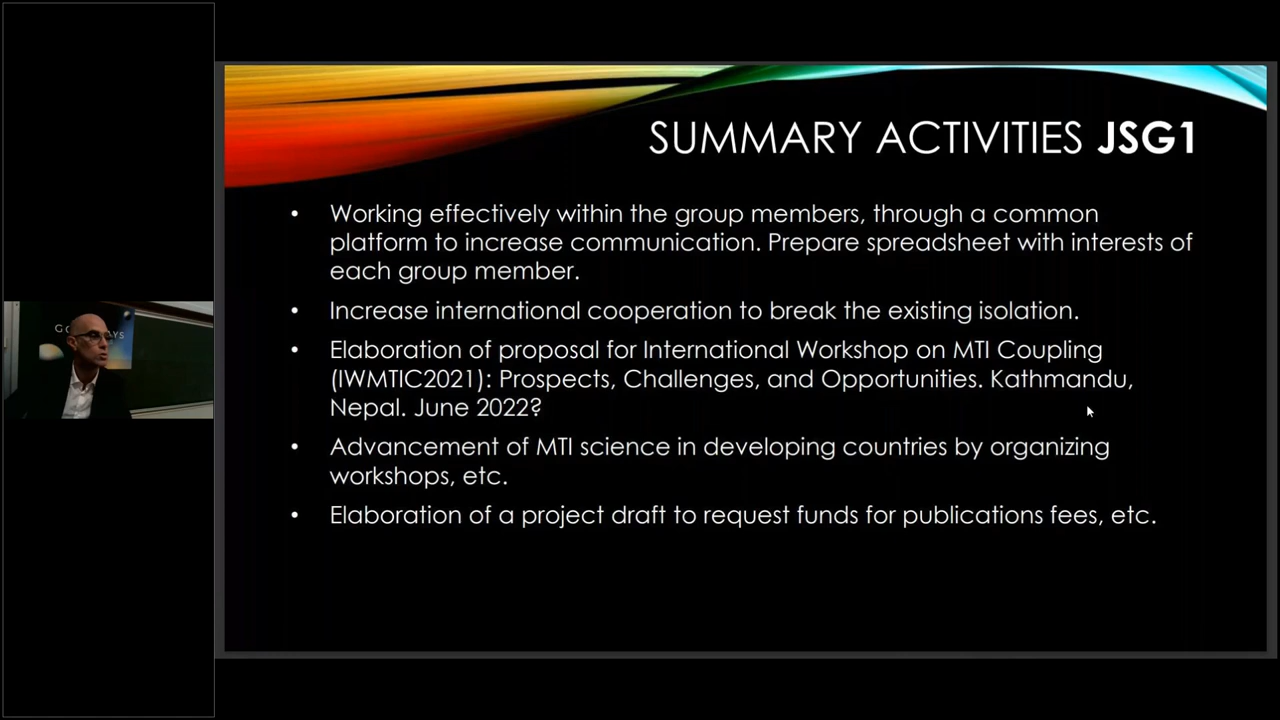 SUMMARY ACTIVITIES JSG1
• Working effectively within the group members, through a common
platform to increase communication. Prepare spreadsheet with interests of
each group member.
• Increase international cooperation to break the existing isolation.
• Elaboration of proposal for International Workshop on MTI Coupling
(IWMTIC2021): Prospects, Challenges, and Opportunities. Kathmandu,
Nepal. June 2022?
• Advancement of MTI science in developing countries by organizing
workshops, etc.
• Elaboration of a project draft to request funds for publications fees, etc.